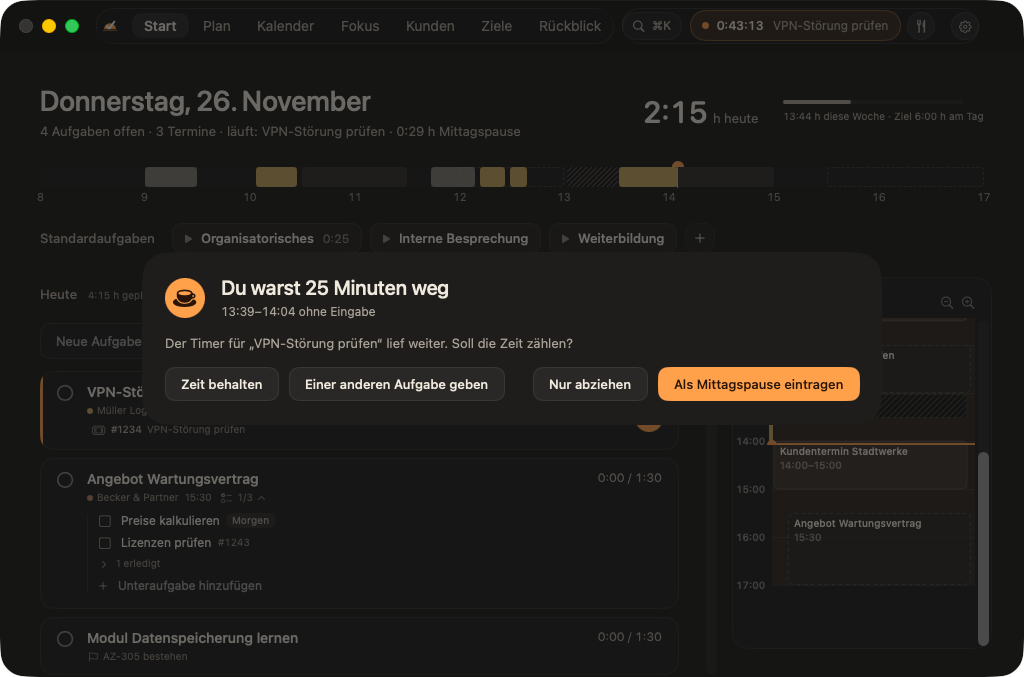 Start Plan Kalender Fokus Kunden Ziele Rückblick ⌘K 0:43:13 VPN-Störung prüfen
Donnerstag, 26. November
4 Aufgaben offen · 3 Termine · läuft: VPN-Störung prüfen · 0:29 h Mittagspause
2:15 h heute
13:44 h diese Woche · Ziel 6:00 h am Tag
8 9 10 11 12 13 14 15 16 17
Standardaufgaben Organisatorisches 0:25 Interne Besprechung Weiterbildung +
Du warst 25 Minuten weg
13:39–14:04 ohne Eingabe
Der Timer für „VPN-Störung prüfen“ lief weiter. Soll die Zeit zählen?
Zeit behalten Einer anderen Aufgabe geben Nur abziehen Als Mittagspause eintragen
Heute 4:15 h
Neue Aufgabe
Müller
#1234 VPN-Störung prüfen
Angebot Wartungsvertrag 0:00 / 1:30
Becker & Partner 15:30 1/3
Preise kalkulieren Morgen
Lizenzen prüfen #1243
1 erledigt
+ Unteraufgabe hinzufügen
Modul Datenspeicherung lernen 0:00 / 1:30
AZ-305 bestehen
14:00
Kundentermin Stadtwerke
14:00–15:00
15:00
Angebot Wartungsvertrag
15:30
16:00
17:00